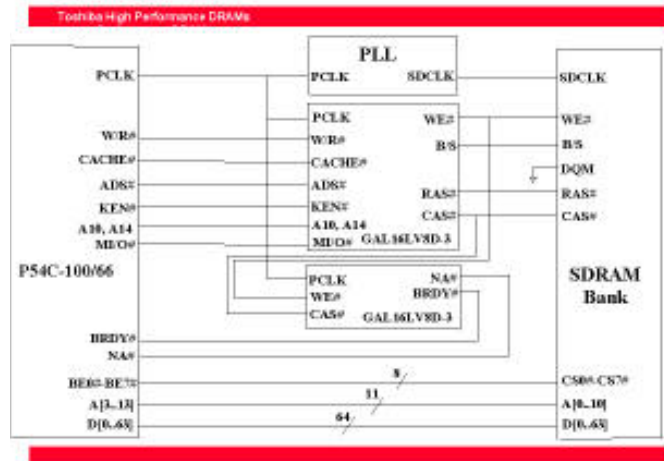 Toshiba High Performance DRAMs
PLL
PCLK
PCLK
SDCLK
SDCLK
PCLK
WE#
WE#
W/R#
W/R#
B/S
B/S
CACHE#
CACHE#
DQM
ADS#
ADS#
RAS#
RAS#
KEN#
KEN#
CAS#
CAS#
A10, A14
A10, A14
MI/O#
MI/O#
GAL16LV8D-3
P54C-100/66
PCLK
NA#
WE#
BRDY#
CAS#
GAL16LV8D-3
SDRAM
Bank
BRDY#
NA#
BE0#-BE7#
8
CS0#-CS7#
A[3..13]
11
A[0..10]
D[0..63]
64
D[0..63]